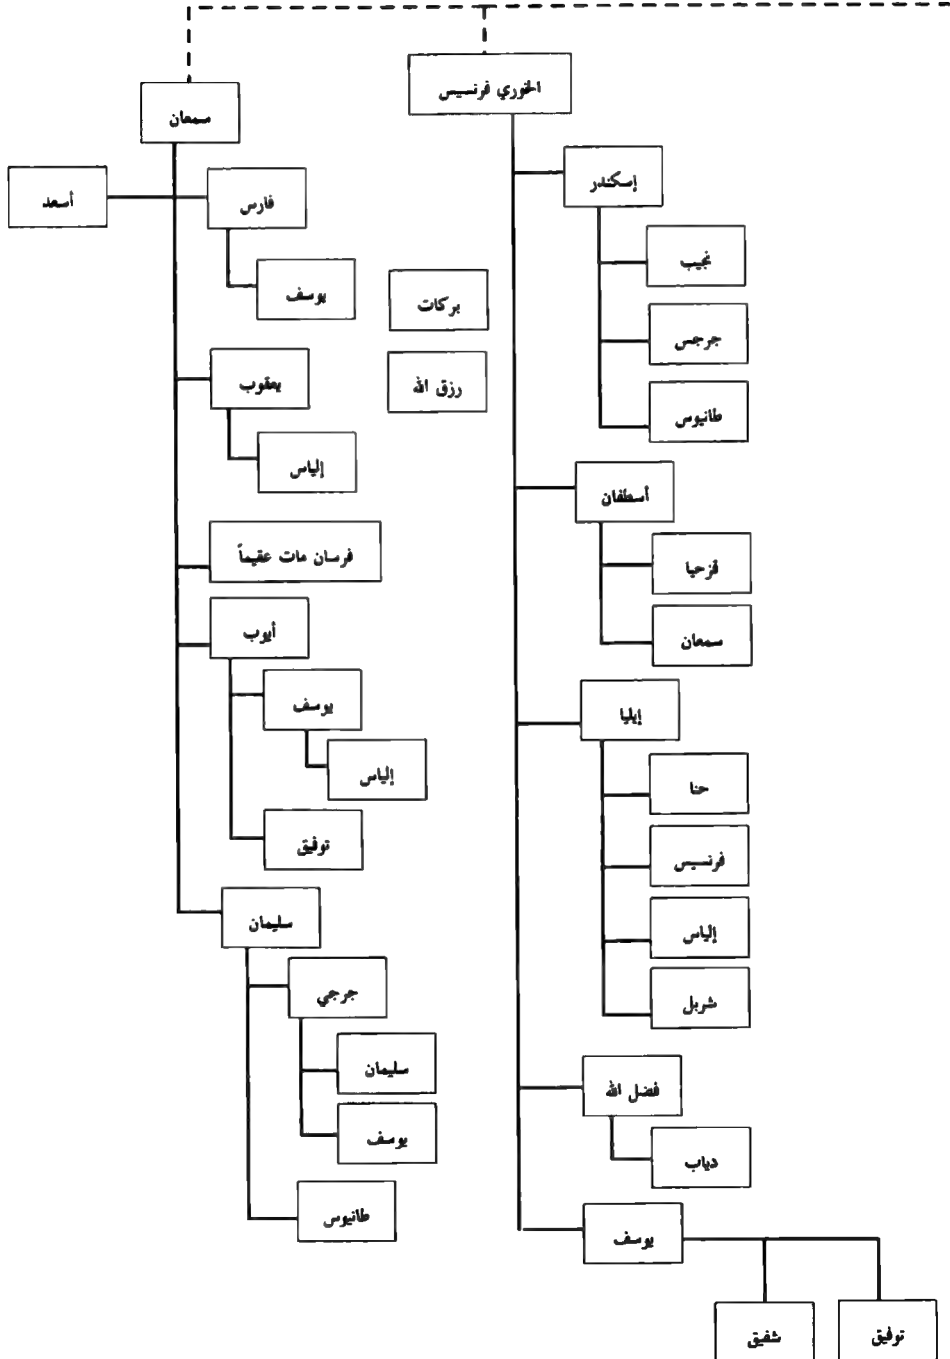 الخوري فرنسيس
إسكندر
نجيب
جرجس
طانيوس
أسطفان
قزحيا
سمعان
إيليا
حنا
فرنسيس
إلياس
شربل
فضل الله
دياب
يوسف
توفيق
شفيق
بركات
رزق الله
سمعان
أسعد
فارس
يوسف
يعقوب
إلياس
فرسان مات عقيماً
أيوب
يوسف
إلياس
توفيق
سليمان
جرجي
سليمان
يوسف
طانيوس